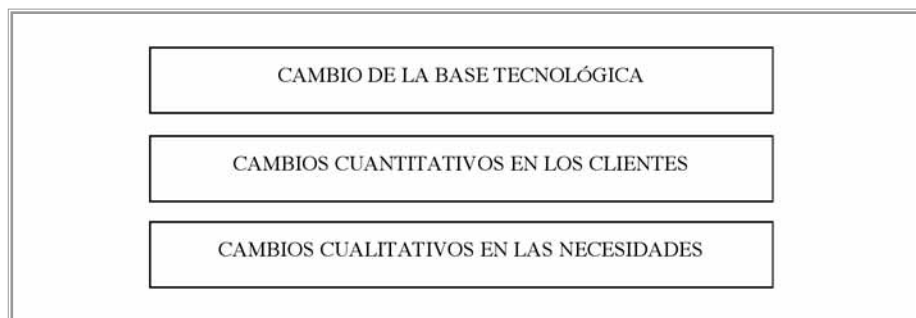 CAMBIO DE LA BASE TECNOLÓGICA
CAMBIOS CUANTITATIVOS EN LOS CLIENTES
CAMBIOS CUALITATIVOS EN LAS NECESIDADES